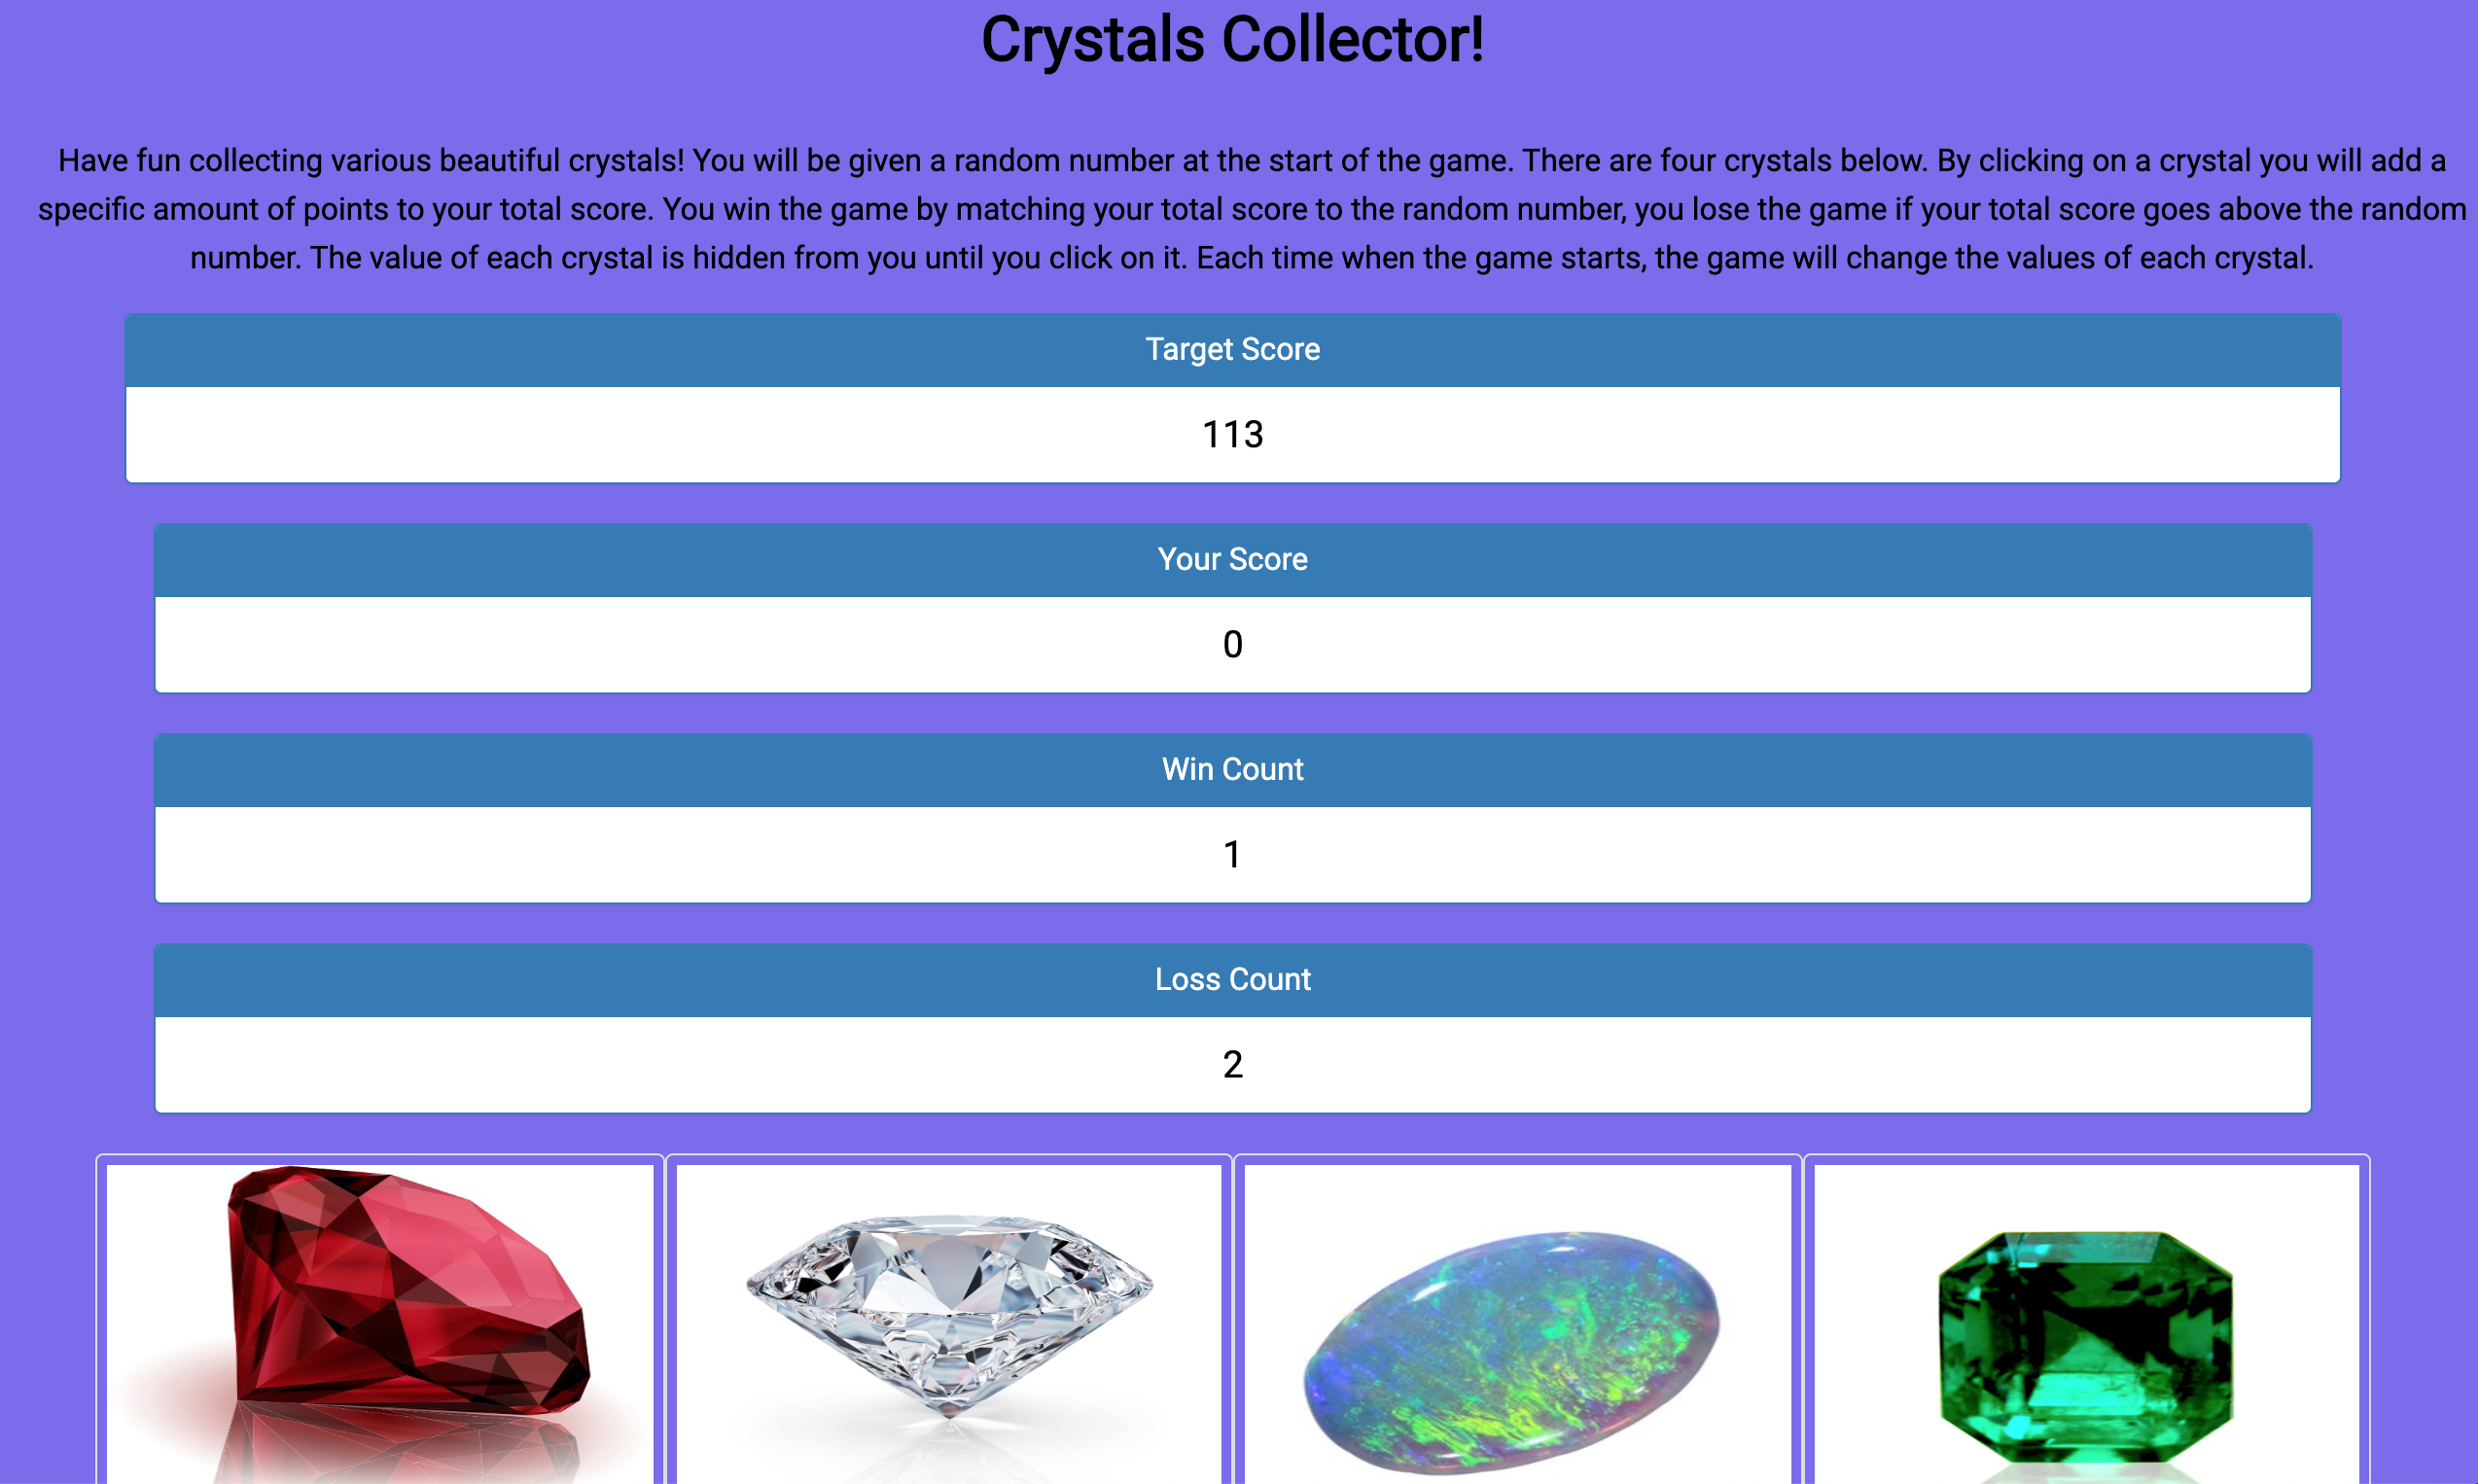 Crystals Collector!
Have fun collecting various beautiful crystals! You will be given a random number at the start of the game. There are four crystals below. By clicking on a crystal you will add a
specific amount of points to your total score. You win the game by matching your total score to the random number, you lose the game if your total score goes above the random
number. The value of each crystal is hidden from you until you click on it. Each time when the game starts, the game will change the values of each crystal.
Target Score
113
Your Score
0
Win Count
1
Loss Count
2